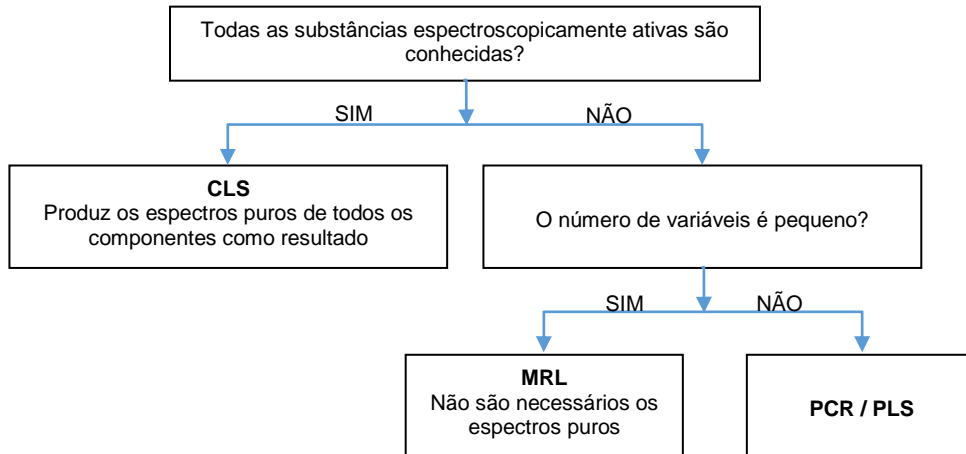 Todas as substâncias espectroscopicamente ativas são
conhecidas?
SIM
NÃO
CLS
Produz os espectros puros de todos os
componentes como resultado
O número de variáveis é pequeno?
SIM
NÃO
MRL
Não são necessários os
espectros puros
PCR / PLS